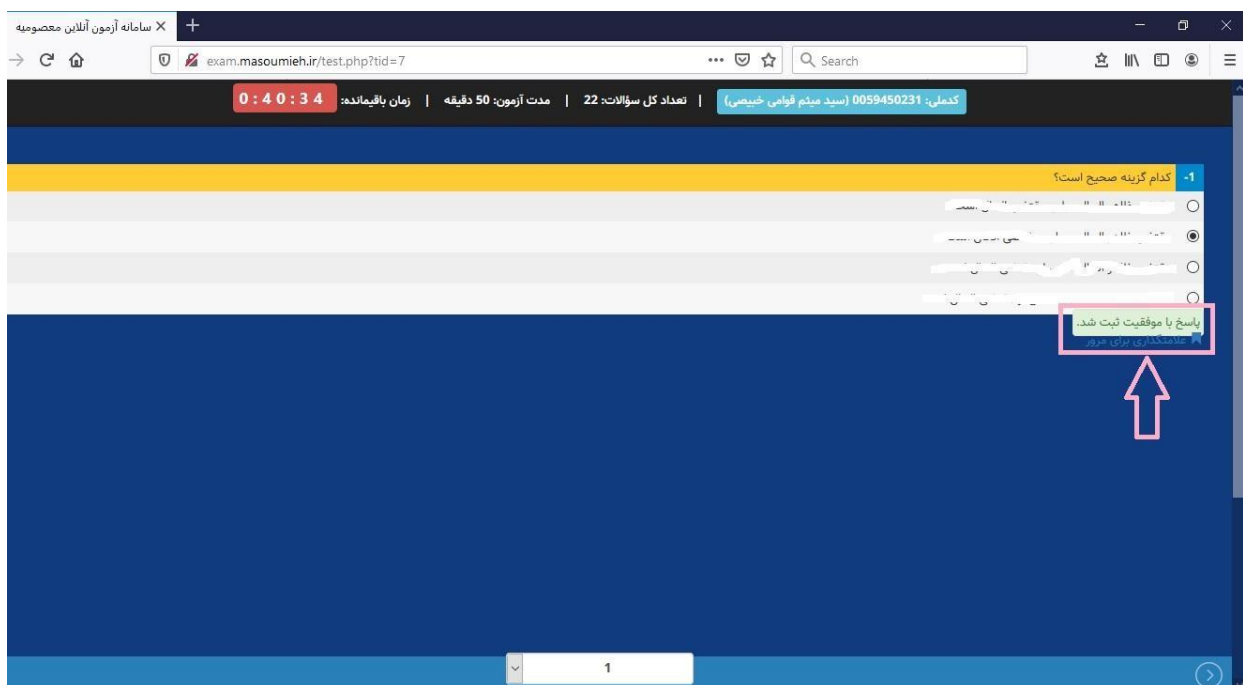 سامانه آزمون آنلاین معصومیه
exam.masoumieh.ir/test.php?tid=7
Search
کدملی: 0059450231 (سید میثم قوامی خبیصی) | تعداد کل سؤالات: 22 | مدت آزمون: 50 دقیقه | زمان باقیمانده: 0:40:34
1- کدام گزینه صحیح است؟
پاسخ با موفقیت ثبت شد.
علامتگذاری برای مرور
1